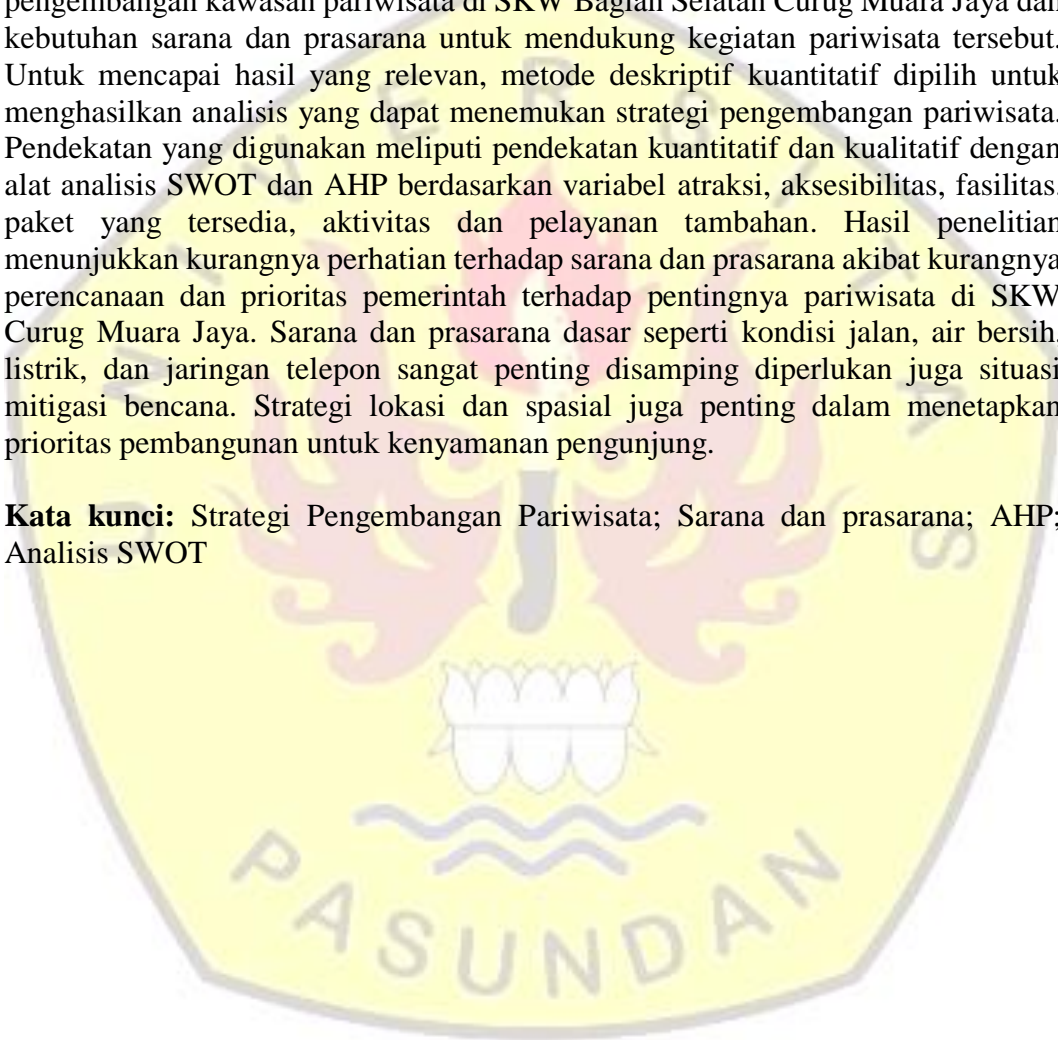 pengembangan kawasan pariwisata di SKW Bagian Selatan Curug Muara Jaya dan
kebutuhan sarana dan prasarana untuk mendukung kegiatan pariwisata tersebut.
Untuk mencapai hasil yang relevan, metode deskriptif kuantitatif dipilih untuk
menghasilkan analisis yang dapat menemukan strategi pengembangan pariwisata.
Pendekatan yang digunakan meliputi pendekatan kuantitatif dan kualitatif dengan
alat analisis SWOT dan AHP berdasarkan variabel atraksi, aksesibilitas, fasilitas,
paket yang tersedia, aktivitas dan pelayanan tambahan. Hasil penelitian
menunjukkan kurangnya perhatian terhadap sarana dan prasarana akibat kurangnya
perencanaan dan prioritas pemerintah terhadap pentingnya pariwisata di SKW
Curug Muara Jaya. Sarana dan prasarana dasar seperti kondisi jalan, air bersih,
listrik, dan jaringan telepon sangat penting disamping diperlukan juga situasi
mitigasi bencana. Strategi lokasi dan spasial juga penting dalam menetapkan
prioritas pembangunan untuk kenyamanan pengunjung.
Kata kunci: Strategi Pengembangan Pariwisata; Sarana dan prasarana; AHP;
Analisis SWOT
UNIVERSITAS
PASUNDAN